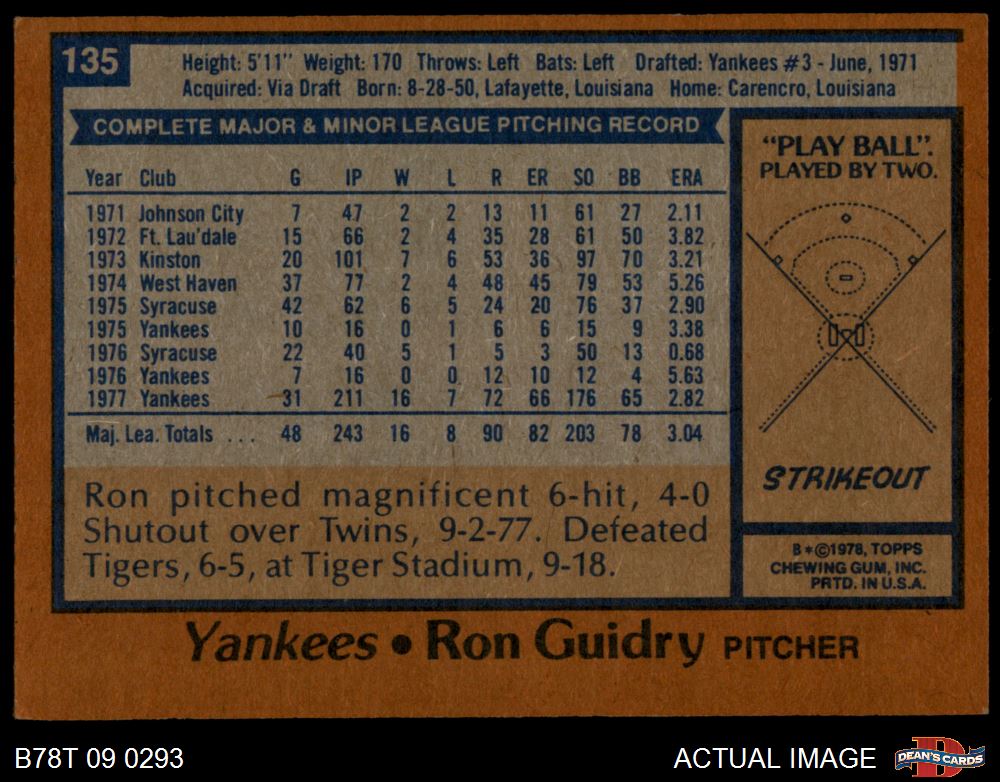 135
Height: 5'11" Weight: 170 Throws: Left Bats: Left Drafted: Yankees #3 - June, 1971
Acquired: Via Draft Born: 8-28-50, Lafayette, Louisiana Home: Carencro, Louisiana
COMPLETE MAJOR & MINOR LEAGUE PITCHING RECORD
Year Club G IP W L R ER SO BB ERA
1971 Johnson City 7 47 2 2 13 11 61 27 2.11
1972 Ft. Lau'dale 15 66 2 4 35 28 61 50 3.82
1973 Kinston 20 101 7 6 53 36 97 70 3.21
1974 West Haven 37 77 2 4 48 45 79 53 5.26
1975 Syracuse 42 62 6 5 24 20 76 37 2.90
1975 Yankees 10 16 0 1 6 6 15 9 3.38
1976 Syracuse 22 40 5 1 5 3 50 13 0.68
1976 Yankees 7 16 0 0 12 10 12 4 5.63
1977 Yankees 31 211 16 7 72 66 176 65 2.82
Maj. Lea. Totals ... 48 243 16 8 90 82 203 78 3.04
Ron pitched magnificent 6-hit, 4-0
Shutout over Twins, 9-2-77. Defeated
Tigers, 6-5, at Tiger Stadium, 9-18.
"PLAY BALL".
PLAYED BY TWO.
STRIKEOUT
B*©1978, TOPPS
CHEWING GUM, INC.
PRTD. IN U.S.A.
Yankees • Ron Guidry PITCHER
B78T 09 0293
ACTUAL IMAGE
D
DEAN'S CARDS